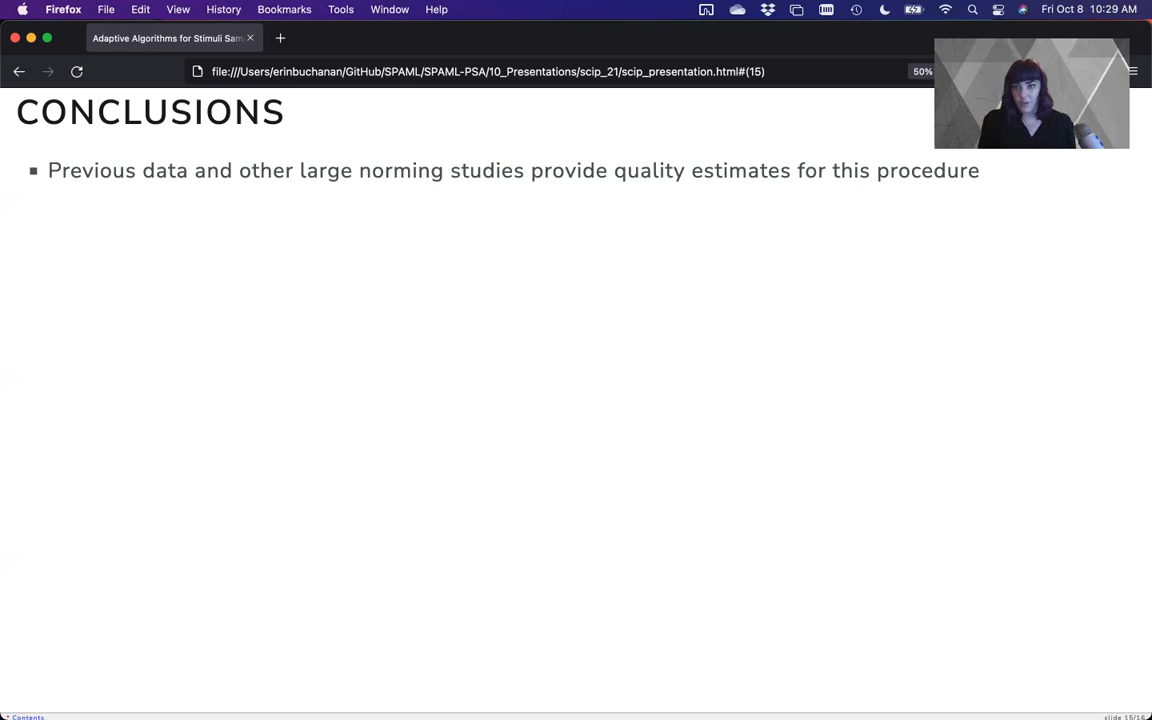 Firefox File Edit View History Bookmarks Tools Window Help Fri Oct 8 10:29 AM
Adaptive Algorithms for Stimuli Sam
file:///Users/erinbuchanan/GitHub/SPAML/SPAML-PSA/10_Presentations/scip_21/scip_presentation.html#(15) 50%
CONCLUSIONS
Previous data and other large norming studies provide quality estimates for this procedure
Contents slide 15/16